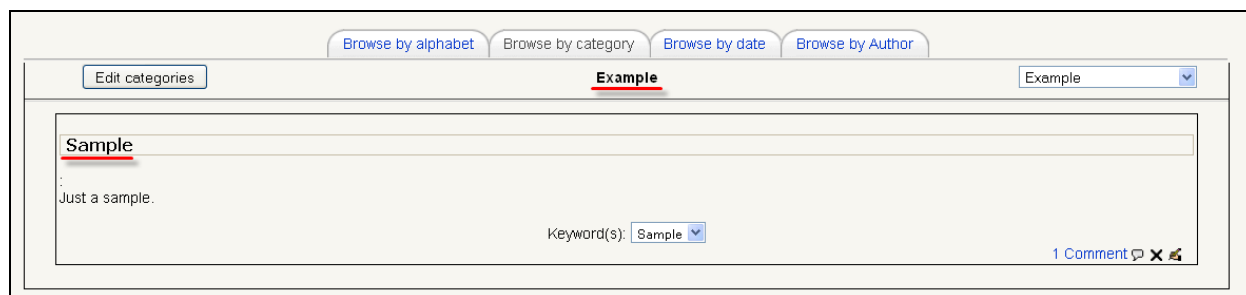 Browse by alphabet Browse by category Browse by date Browse by Author
Edit categories Example Example
Sample
:
Just a sample.
Keyword(s): Sample
1 Comment